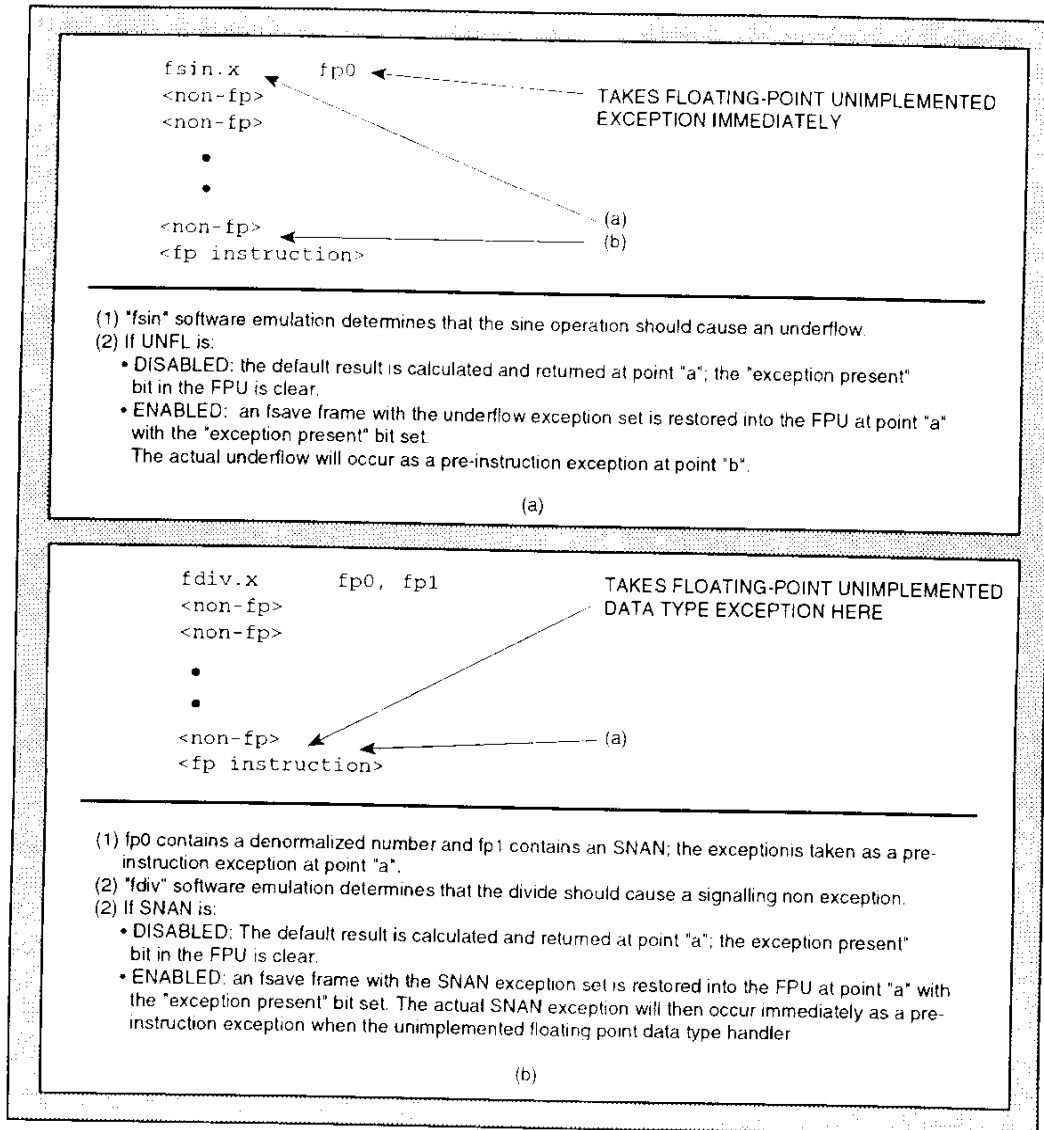 fsin.x fp0
TAKES FLOATING-POINT UNIMPLEMENTED
EXCEPTION IMMEDIATELY
<non-fp>
<non-fp>
•
•
(a)
<non-fp>
(b)
<fp instruction>
(1) "fsin" software emulation determines that the sine operation should cause an underflow.
(2) If UNFL is:
• DISABLED: the default result is calculated and returned at point "a"; the "exception present"
bit in the FPU is clear.
• ENABLED: an fsave frame with the underflow exception set is restored into the FPU at point "a"
with the "exception present" bit set.
The actual underflow will occur as a pre-instruction exception at point "b".
(a)
fdiv.x fp0, fp1
TAKES FLOATING-POINT UNIMPLEMENTED
DATA TYPE EXCEPTION HERE
<non-fp>
<non-fp>
•
•
<non-fp>
(a)
<fp instruction>
(1) fp0 contains a denormalized number and fp1 contains an SNAN; the exceptionis taken as a pre-
instruction exception at point "a".
(2) "fdiv" software emulation determines that the divide should cause a signalling non exception.
(2) If SNAN is:
• DISABLED: The default result is calculated and returned at point "a"; the exception present"
bit in the FPU is clear.
• ENABLED: an fsave frame with the SNAN exception set is restored into the FPU at point "a" with
the "exception present" bit set. The actual SNAN exception will then occur immediately as a pre-
instruction exception when the unimplemented floating point data type handler
(b)